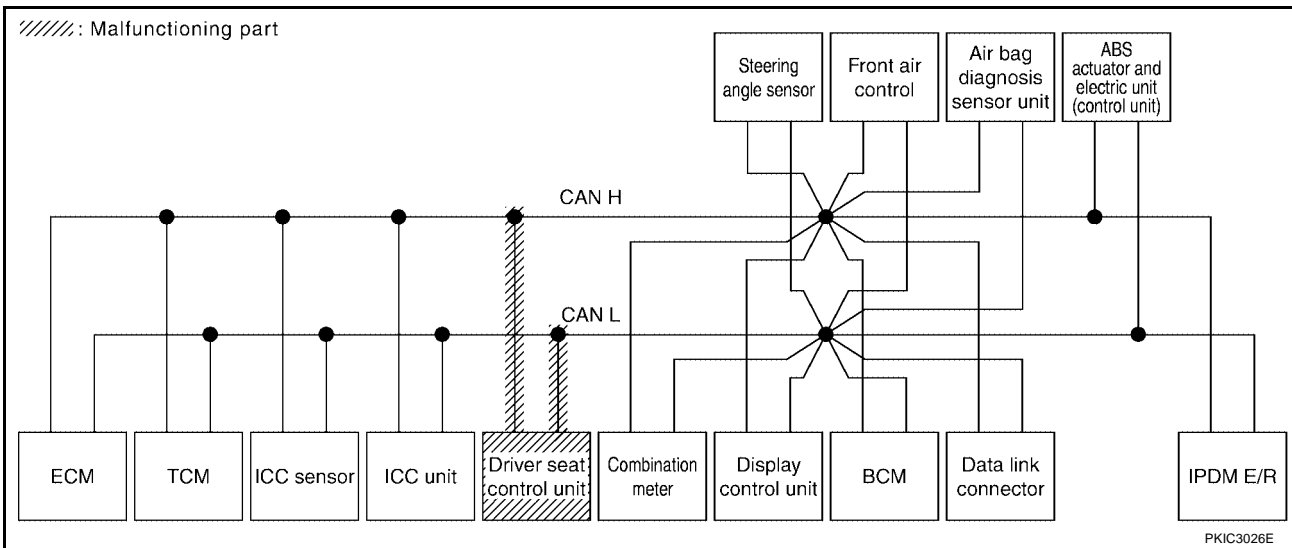 : Malfunctioning part
Steering
angle sensor
Front air
control
Air bag
diagnosis
sensor unit
ABS
actuator and
electric unit
(control unit)
CAN H
CAN L
ECM
TCM
ICC sensor
ICC unit
Driver seat
control unit
Combination
meter
Display
control unit
BCM
Data link
connector
IPDM E/R
PKIC3026E